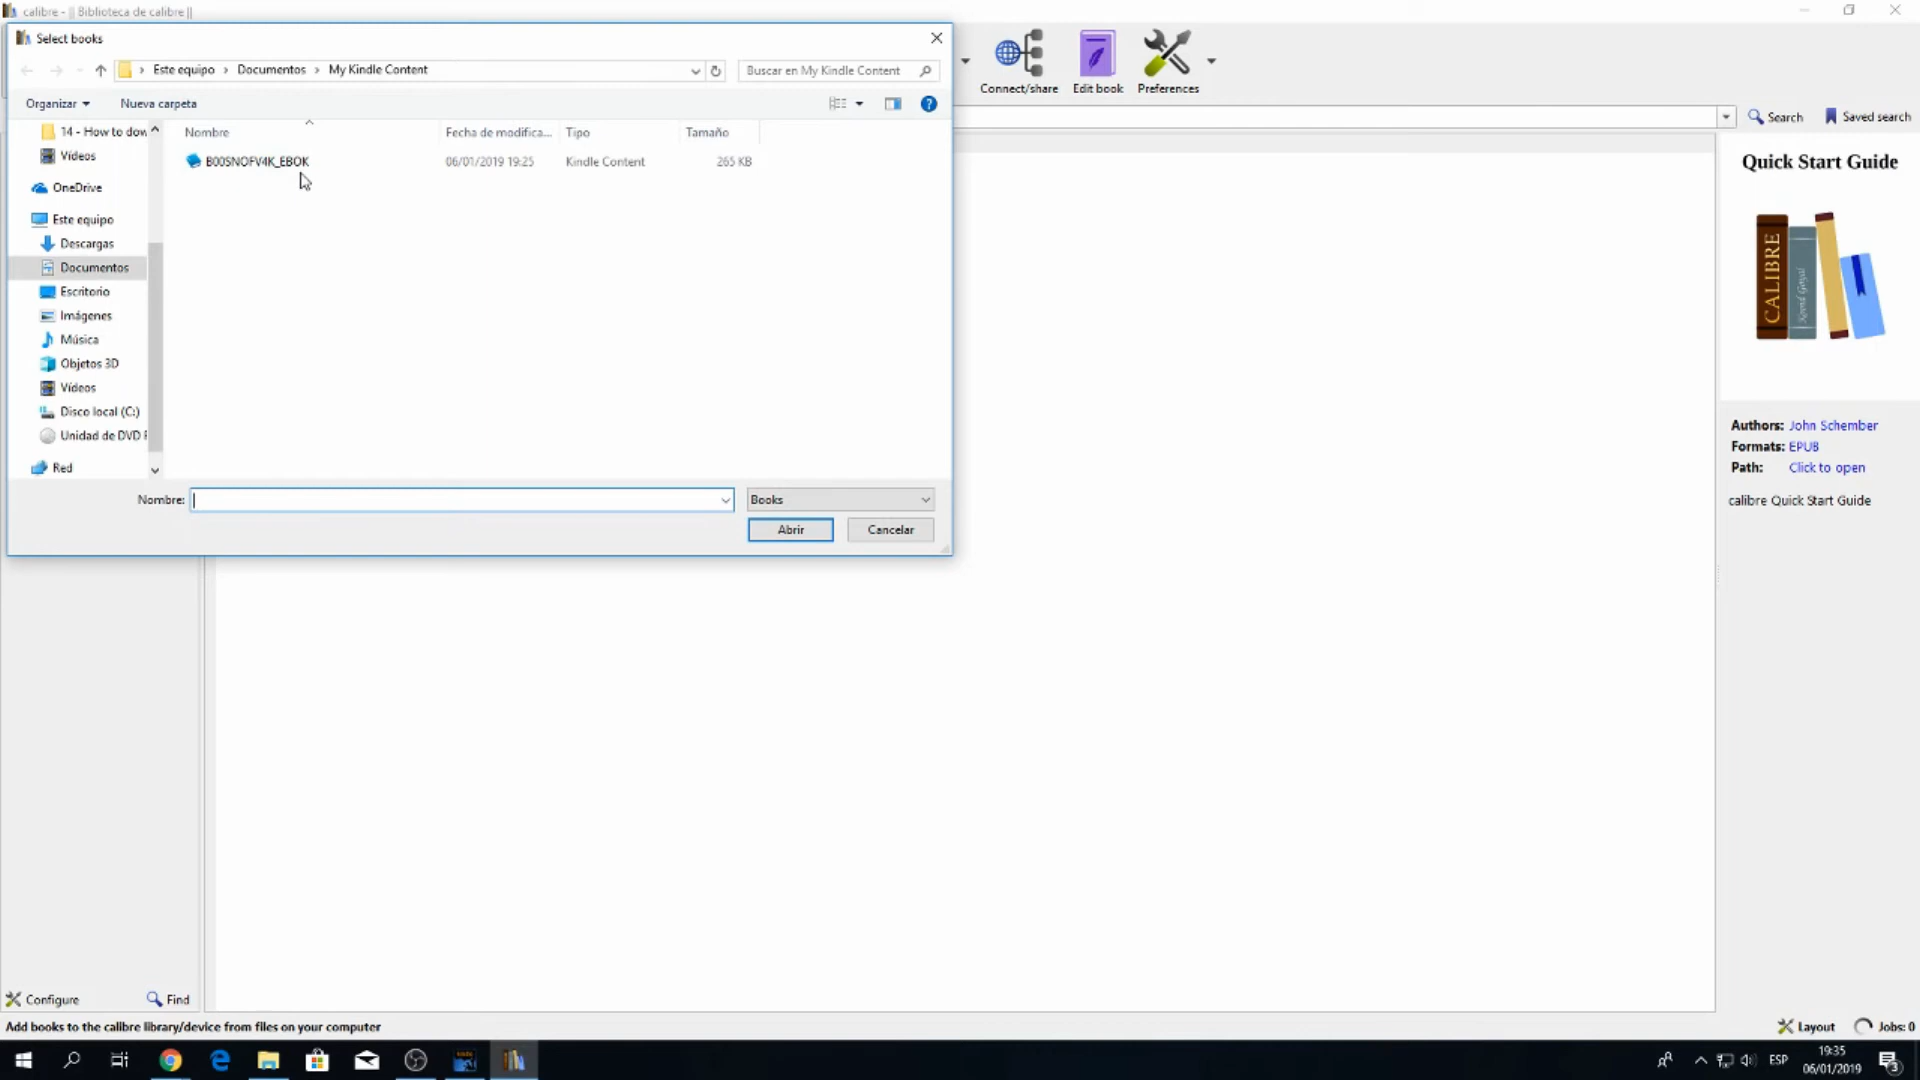 calibre - || Biblioteca de calibre ||
Select books
Este equipo > Documentos > My Kindle Content
Buscar en My Kindle Content
Organizar
Nueva carpeta
14 - How to dow
Vídeos
OneDrive
Este equipo
Descargas
Documentos
Escritorio
Imágenes
Música
Objetos 3D
Vídeos
Disco local (C:)
Unidad de DVD
Red
Nombre Fecha de modifica... Tipo Tamaño
B00SNOFV4K_EBOK 06/01/2019 19:25 Kindle Content 265 KB
Nombre:
Books
Abrir
Cancelar
Connect/share
Edit book
Preferences
Search
Saved search
Quick Start Guide
CALIBRE
Kovid Goyal
Authors: John Schember
Formats: EPUB
Path: Click to open
calibre Quick Start Guide
Configure
Find
Add books to the calibre library/device from files on your computer
Layout
Jobs: 0
ESP
19:35
06/01/2019
3